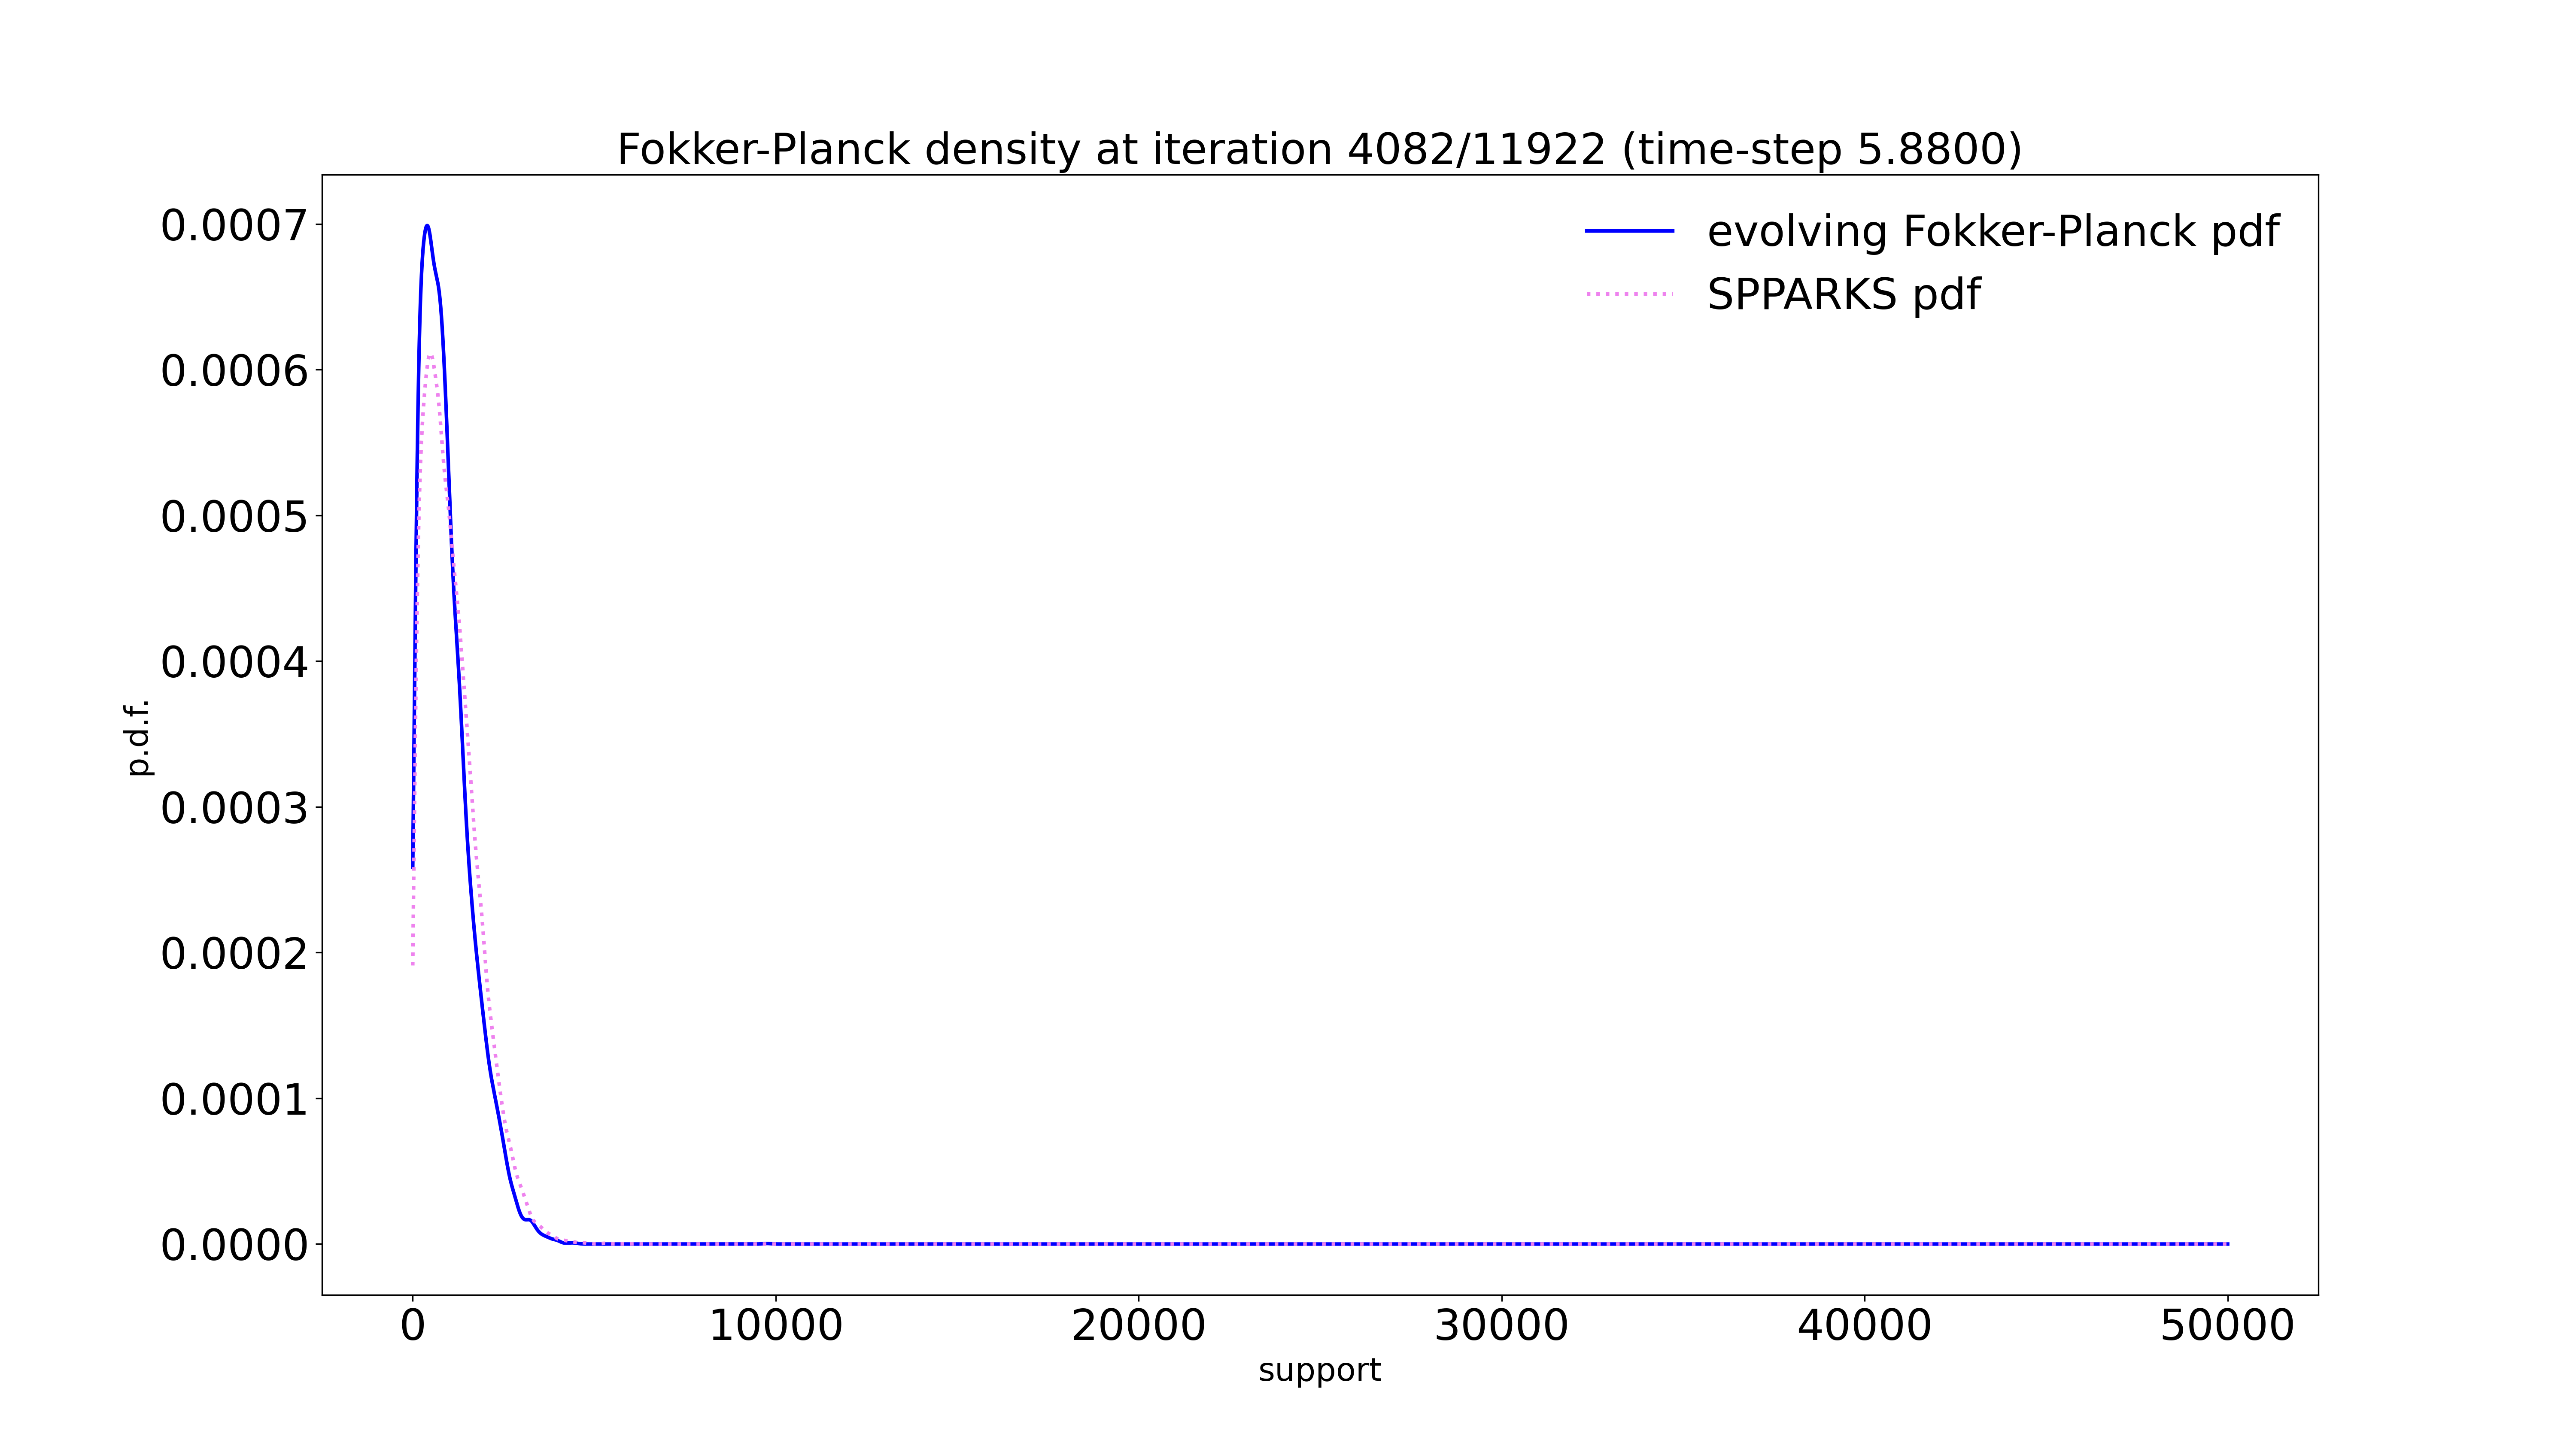 Fokker-Planck density at iteration 4082/11922 (time-step 5.8800)
evolving Fokker-Planck pdf
SPPARKS pdf
0.0007
0.0006
0.0005
0.0004
0.0003
0.0002
0.0001
0.0000
p.d.f.
0 10000 20000 30000 40000 50000
support